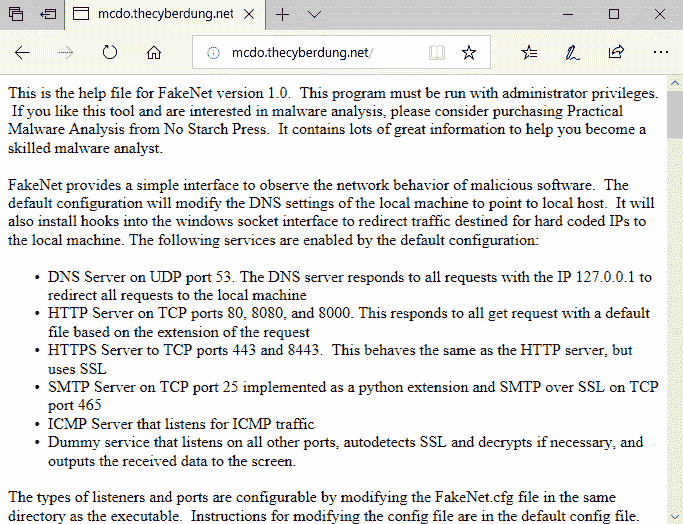 mcdo.thecyberdung.net
mcdo.thecyberdung.net/
This is the help file for FakeNet version 1.0.  This program must be run with administrator privileges.
If you like this tool and are interested in malware analysis, please consider purchasing Practical
Malware Analysis from No Starch Press.  It contains lots of great information to help you become a
skilled malware analyst.
FakeNet provides a simple interface to observe the network behavior of malicious software.  The
default configuration will modify the DNS settings of the local machine to point to local host.  It will
also install hooks into the windows socket interface to redirect traffic destined for hard coded IPs to
the local machine. The following services are enabled by the default configuration:
• DNS Server on UDP port 53. The DNS server responds to all requests with the IP 127.0.0.1 to
redirect all requests to the local machine
• HTTP Server on TCP ports 80, 8080, and 8000. This responds to all get request with a default
file based on the extension of the request
• HTTPS Server to TCP ports 443 and 8443.  This behaves the same as the HTTP server, but
uses SSL
• SMTP Server on TCP port 25 implemented as a python extension and SMTP over SSL on TCP
port 465
• ICMP Server that listens for ICMP traffic
• Dummy service that listens on all other ports, autodetects SSL and decrypts if necessary, and
outputs the received data to the screen.
The types of listeners and ports are configurable by modifying the FakeNet.cfg file in the same
directory as the executable.  Instructions for modifying the config file are in the default config file.